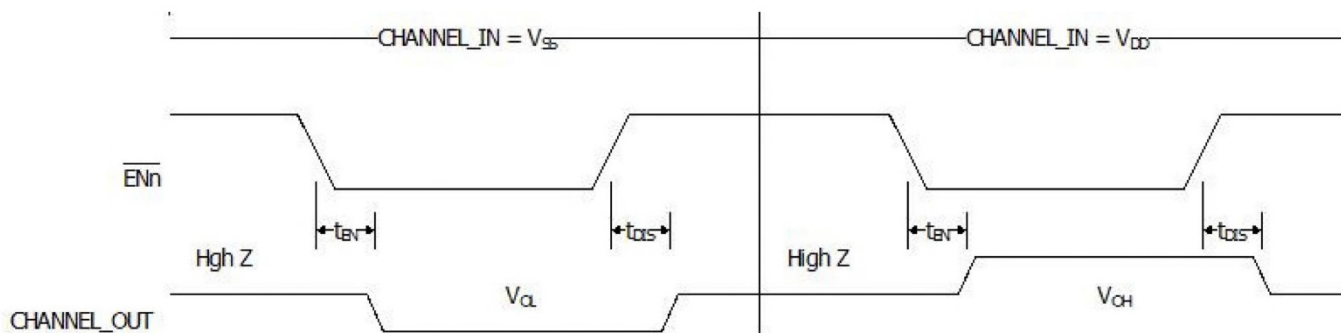 CHANNEL_IN = VSS
CHANNEL_IN = VDD
ENn
tEN
tDIS
tEN
tDIS
Hgh Z
High Z
VOL
VOH
CHANNEL_OUT